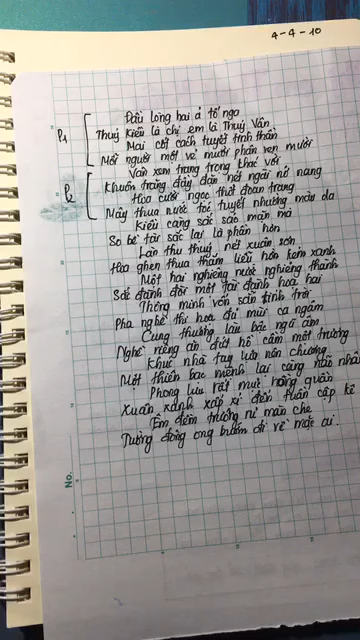 4-4-10
P1
Đầu lòng hai ả tố nga
Thuý Kiều là chị em là Thuý Vân
Mai cốt cách tuyết tinh thần
Mỗi người một vẻ mười phân vẹn mười
P2
Vân xem trang trọng khác vời
Khuôn trăng đầy đặn nét ngài nở nang
Hoa cười ngọc thốt đoan trang
Mây thua nước tóc tuyết nhường màu da
Kiều càng sắc sảo mặn mà
So bề tài sắc lại là phần hơn
Làn thu thuỷ nét xuân sơn
Hoa ghen thua thắm liễu hờn kém xanh
Một hai nghiêng nước nghiêng thành
Sắc đành đòi một tài đành hoạ hai
Thông minh vốn sẵn tính trời
Pha nghề thi hoạ đủ mùi ca ngâm
Cung thương lầu bậc ngũ âm
Nghề riêng ăn đứt hồ cầm một trương
Khúc nhà tay lựa nên chương
Một thiên bạc mệnh lại càng não nhân
Phong lưu rất mực hồng quần
Xuân xanh xấp xỉ đến tuần cập kê
Êm đềm trướng rủ màn che
Tường đông ong bướm đi về mặc ai.
No.